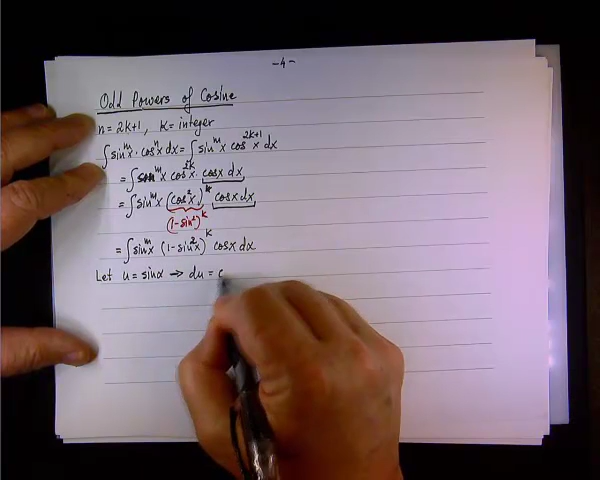 -4-
Odd Powers of Cosine
n = 2k+1, k = integer
∫ sin^m x · cos^n x dx = ∫ sin^m x cos^{2k+1} x dx
= ∫ sin^m x cos^{2k} x · cosx dx
= ∫ sin^m x (cos²x)^k cosx dx
(1-sin²)^k
= ∫ sin^m x (1-sin²x)^k cosx dx
Let u = sinx → du = c